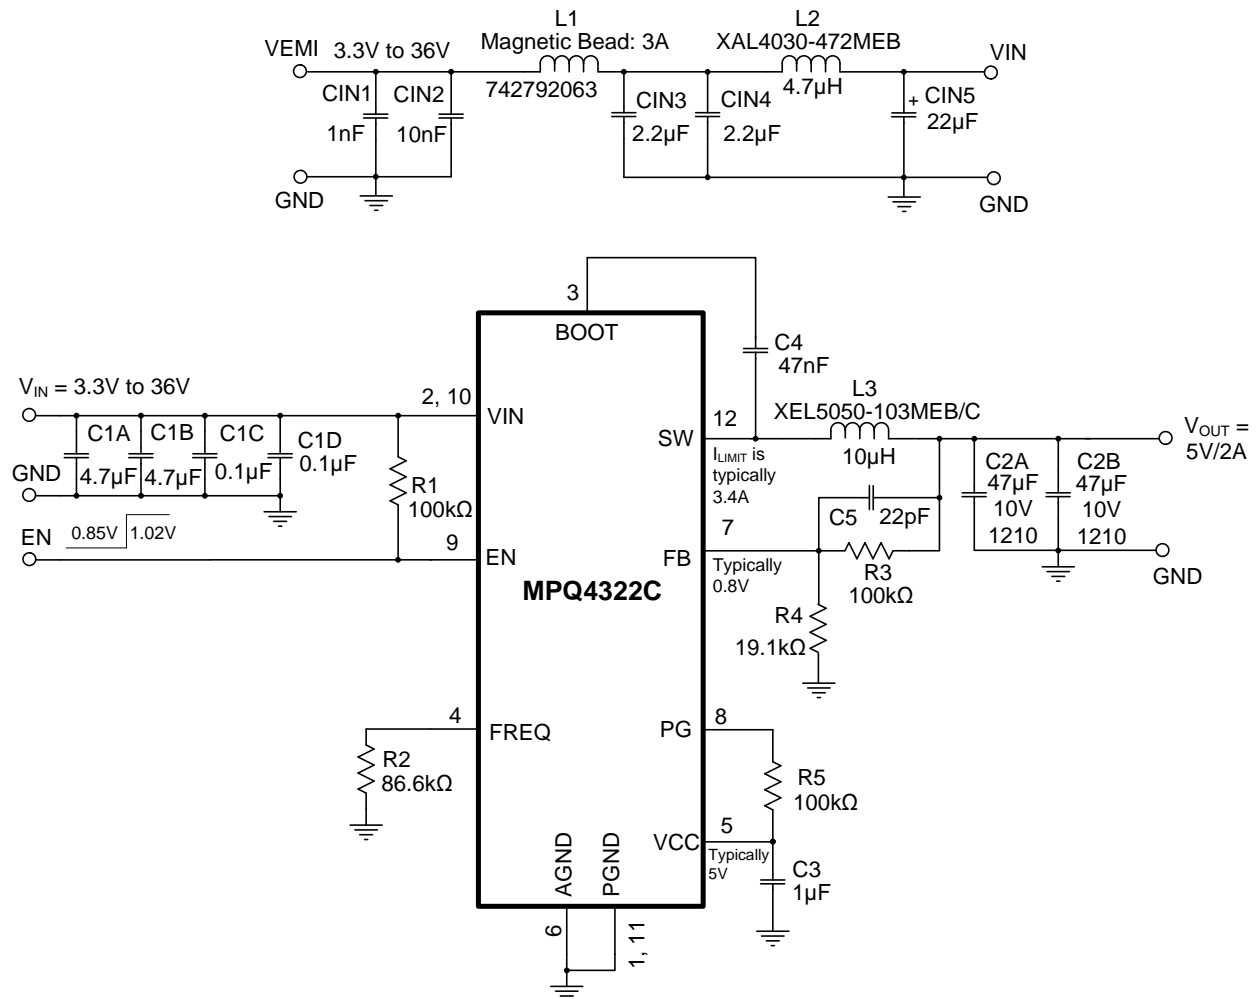 L1
Magnetic Bead: 3A
742792063
L2
XAL4030-472MEB
4.7µH
VEMI
3.3V to 36V
VIN
CIN1
1nF
CIN2
10nF
CIN3
2.2µF
CIN4
2.2µF
+ CIN5
22µF
GND
GND
3
BOOT
C4
47nF
VIN = 3.3V to 36V
2, 10
VIN
C1A
4.7µF
C1B
4.7µF
C1C
0.1µF
C1D
0.1µF
GND
R1
100kΩ
EN
0.85V
1.02V
9
EN
12
SW
ILIMIT is
typically
3.4A
L3
XEL5050-103MEB/C
10µH
VOUT =
5V/2A
C2A
47µF
10V
1210
C2B
47µF
10V
1210
GND
C5
22pF
7
FB
Typically
0.8V
R3
100kΩ
R4
19.1kΩ
MPQ4322C
4
FREQ
R2
86.6kΩ
8
PG
R5
100kΩ
5
VCC
Typically
5V
C3
1µF
AGND
PGND
6
1, 11